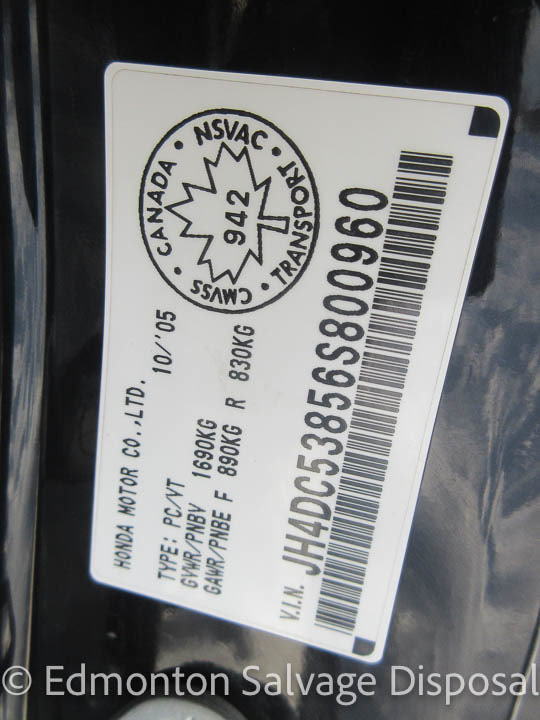 HONDA MOTOR CO.,LTD. 10/'05
TYPE: PC/VT
GVWR/PNBV 1690KG
GAWR/PNBE F 890KG R 830KG
V.I.N. JH4DC53856S800960
CANADA • NSVAC • TRANSPORT • CMVSS •
942
© Edmonton Salvage Disposal